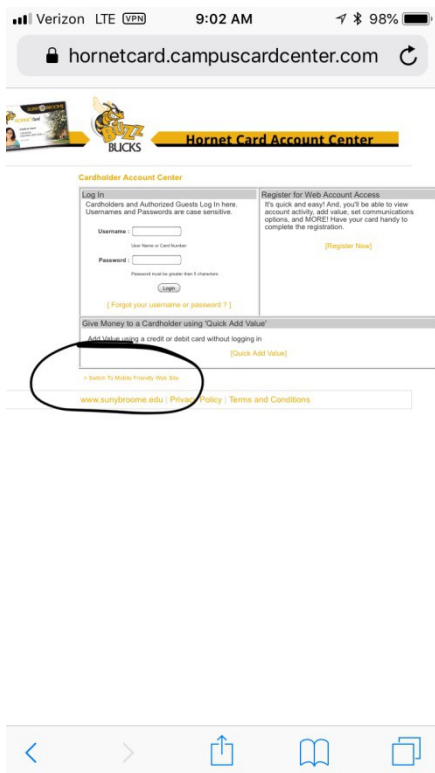 Verizon LTE VPN 9:02 AM 98%
hornetcard.campuscardcenter.com
BUZZ
BUCKS
Hornet Card Account Center
Cardholder Account Center
Log In
Cardholders and Authorized Guests Log In here.
Usernames and Passwords are case sensitive.
Username :
User Name or Card Number
Password :
Password must be greater than 5 characters
Login
[ Forgot your username or password ? ]
Register for Web Account Access
It's quick and easy! And, you'll be able to view
account activity, add value, set communications
options, and MORE! Have your card handy to
complete the registration.
[Register Now]
Give Money to a Cardholder using 'Quick Add Value'
Add Value using a credit or debit card without logging in
[Quick Add Value]
> Switch To Mobile Friendly Web Site
www.sunybroome.edu | Privacy Policy | Terms and Conditions